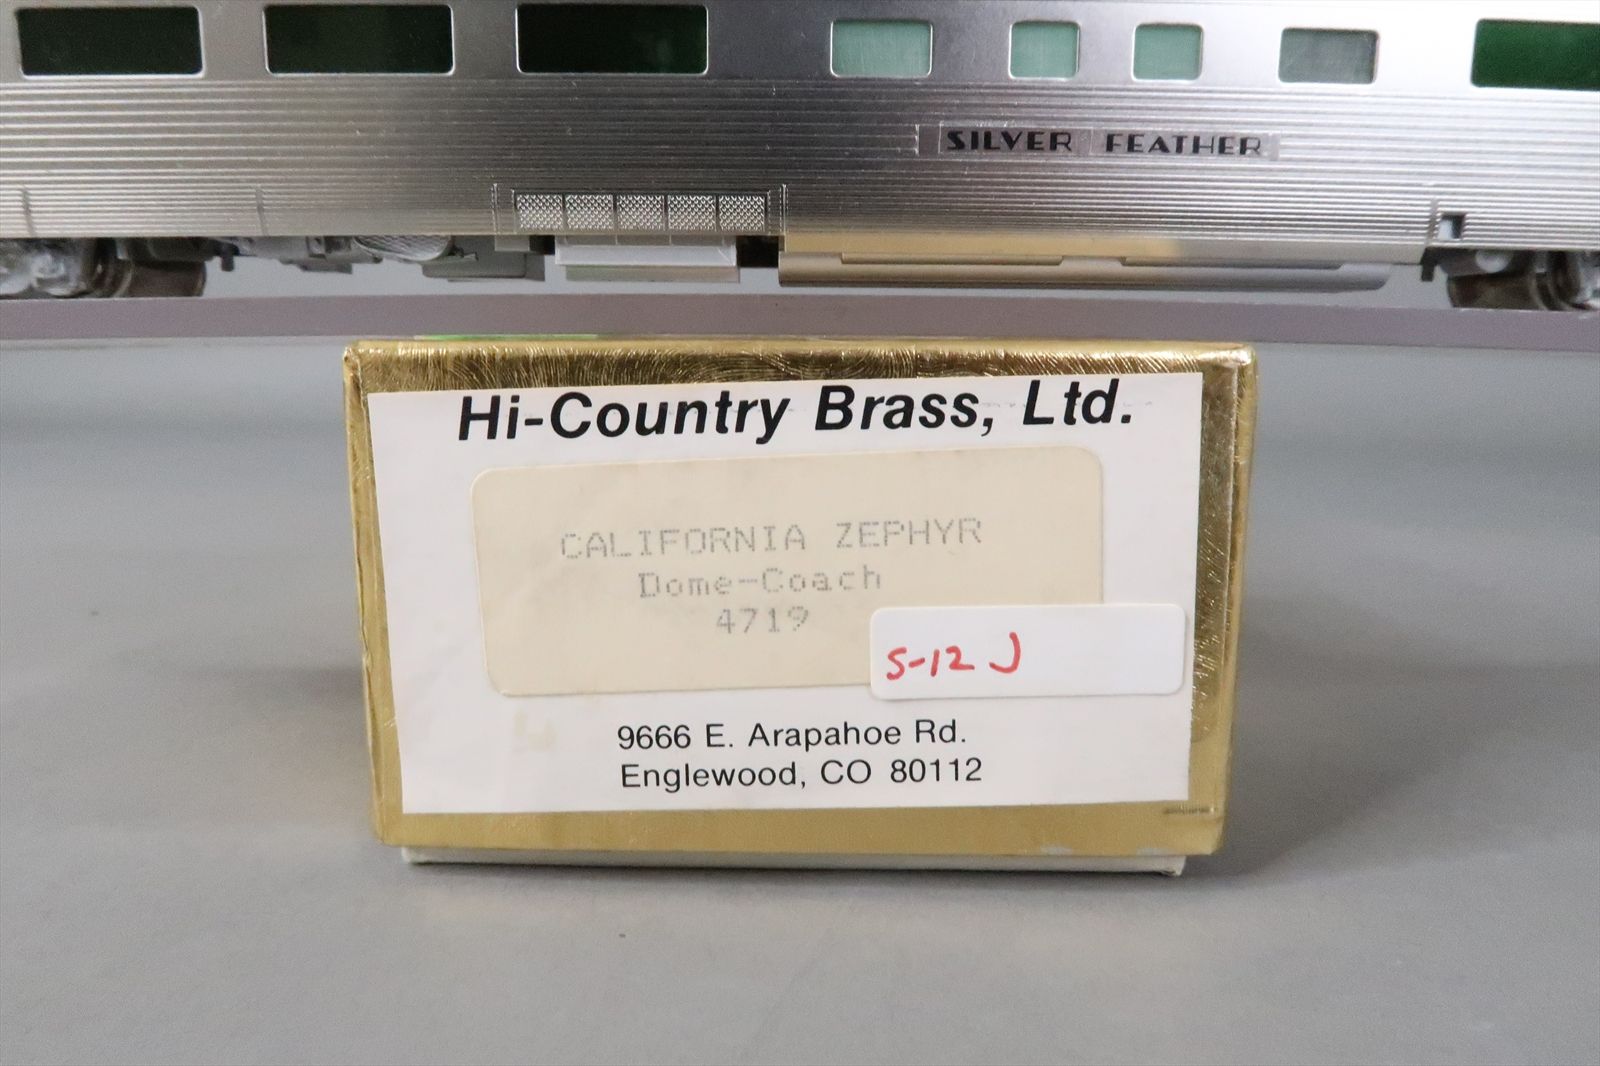 SILVER FEATHER
Hi-Country Brass, Ltd.
CALIFORNIA ZEPHYR
Dome-Coach
4719
S-12 J
9666 E. Arapahoe Rd.
Englewood, CO 80112